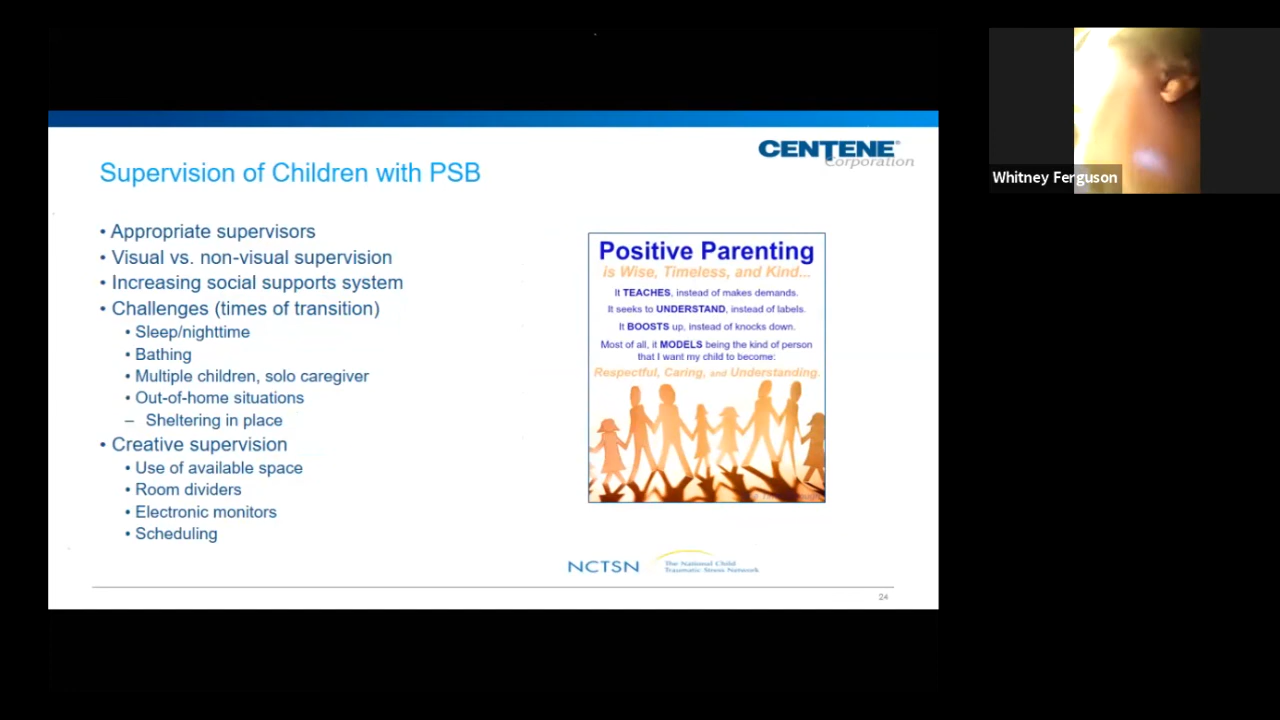 CENTENE®
Corporation
Supervision of Children with PSB
• Appropriate supervisors
• Visual vs. non-visual supervision
• Increasing social supports system
• Challenges (times of transition)
• Sleep/nighttime
• Bathing
• Multiple children, solo caregiver
• Out-of-home situations
– Sheltering in place
• Creative supervision
• Use of available space
• Room dividers
• Electronic monitors
• Scheduling
Positive Parenting
is Wise, Timeless, and Kind...
It TEACHES, instead of makes demands.
It seeks to UNDERSTAND, instead of labels.
It BOOSTS up, instead of knocks down.
Most of all, it MODELS being the kind of person
that I want my child to become:
Respectful, Caring, and Understanding.
NCTSN
The National Child
Traumatic Stress Network
24
Whitney Ferguson